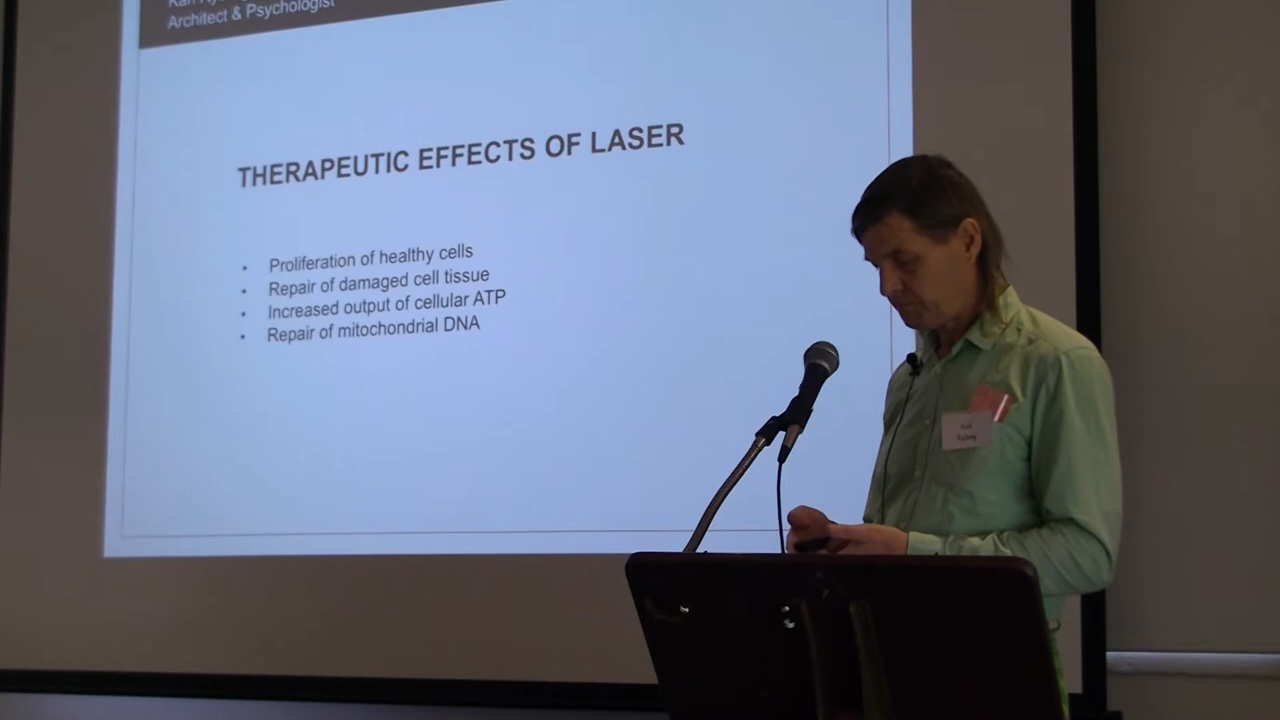 Architect & Psychologist
THERAPEUTIC EFFECTS OF LASER
• Proliferation of healthy cells
• Repair of damaged cell tissue
• Increased output of cellular ATP
• Repair of mitochondrial DNA